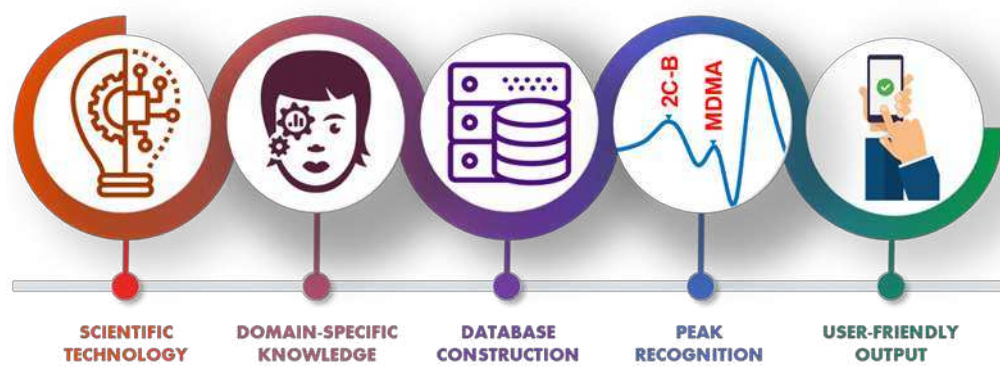 2C-B
MDMA
SCIENTIFIC
TECHNOLOGY
DOMAIN-SPECIFIC
KNOWLEDGE
DATABASE
CONSTRUCTION
PEAK
RECOGNITION
USER-FRIENDLY
OUTPUT